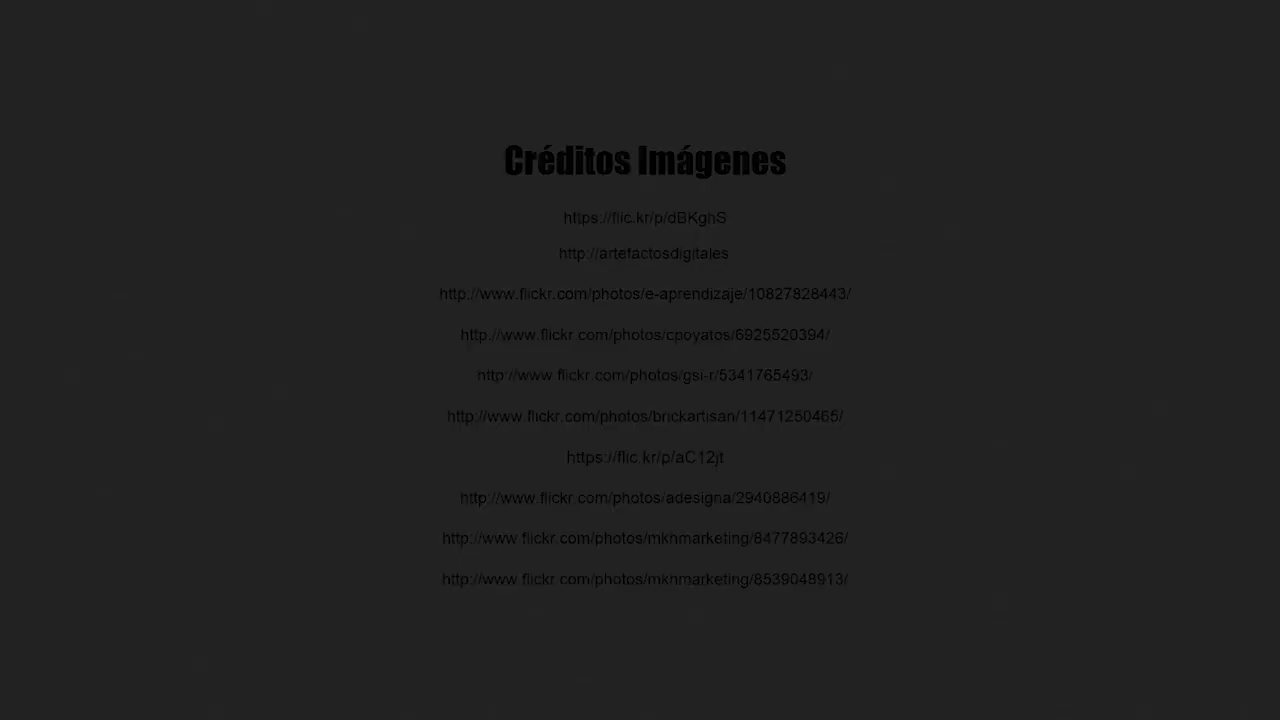 Créditos Imágenes
https://flic.kr/p/dBKghS
http://artefactosdigitales
http://www.flickr.com/photos/e-aprendizaje/10827828443/
http://www.flickr.com/photos/cpoyatos/6925520394/
http://www.flickr.com/photos/gsi-r/5341765493/
http://www.flickr.com/photos/brickartisan/11471250465/
https://flic.kr/p/aC12jt
http://www.flickr.com/photos/adesigna/2940886419/
http://www.flickr.com/photos/mkhmarketing/8477893426/
http://www.flickr.com/photos/mkhmarketing/8539048913/